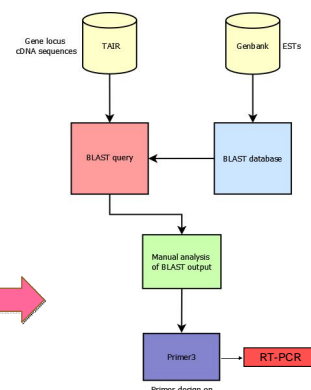 Gene locus
cDNA sequences
TAIR
Genbank
ESTs
BLAST query
BLAST database
Manual analysis
of BLAST output
Primer3
RT-PCR
Primer design on